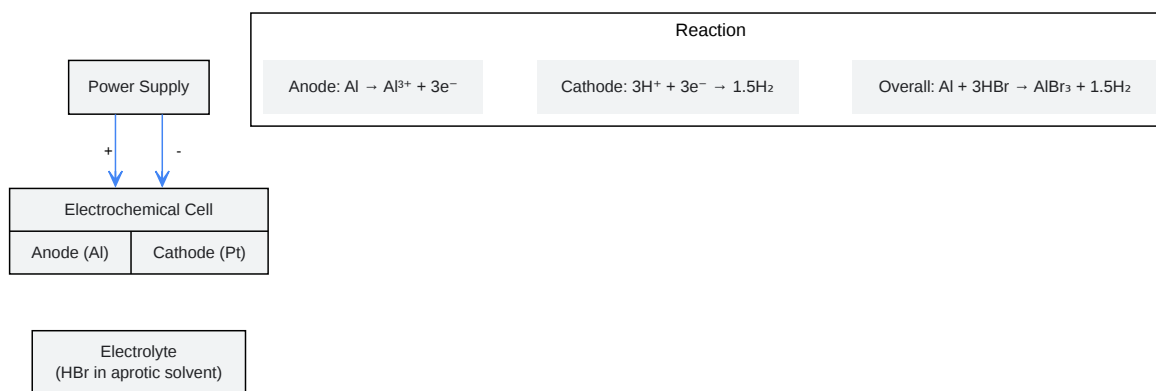 Reaction
Power Supply
Anode: Al → Al³⁺ + 3e⁻
Cathode: 3H⁺ + 3e⁻ → 1.5H₂
Overall: Al + 3HBr → AlBr₃ + 1.5H₂
+
-
Electrochemical Cell
Anode (Al)
Cathode (Pt)
Electrolyte
(HBr in aprotic solvent)